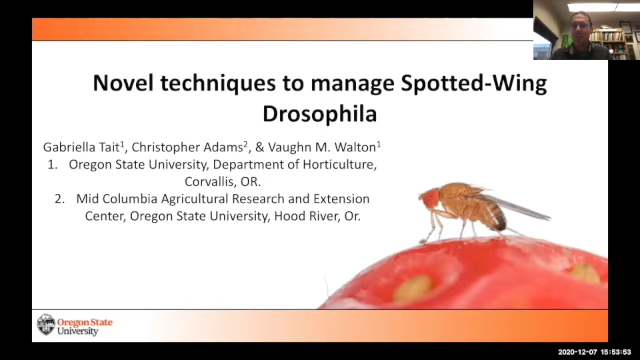 Novel techniques to manage Spotted-Wing
Drosophila
Gabriella Tait1, Christopher Adams2, & Vaughn M. Walton1
1. Oregon State University, Department of Horticulture,
Corvallis, OR.
2. Mid Columbia Agricultural Research and Extension
Center, Oregon State University, Hood River, Or.
Oregon State
University
2020-12-07 15:53:53